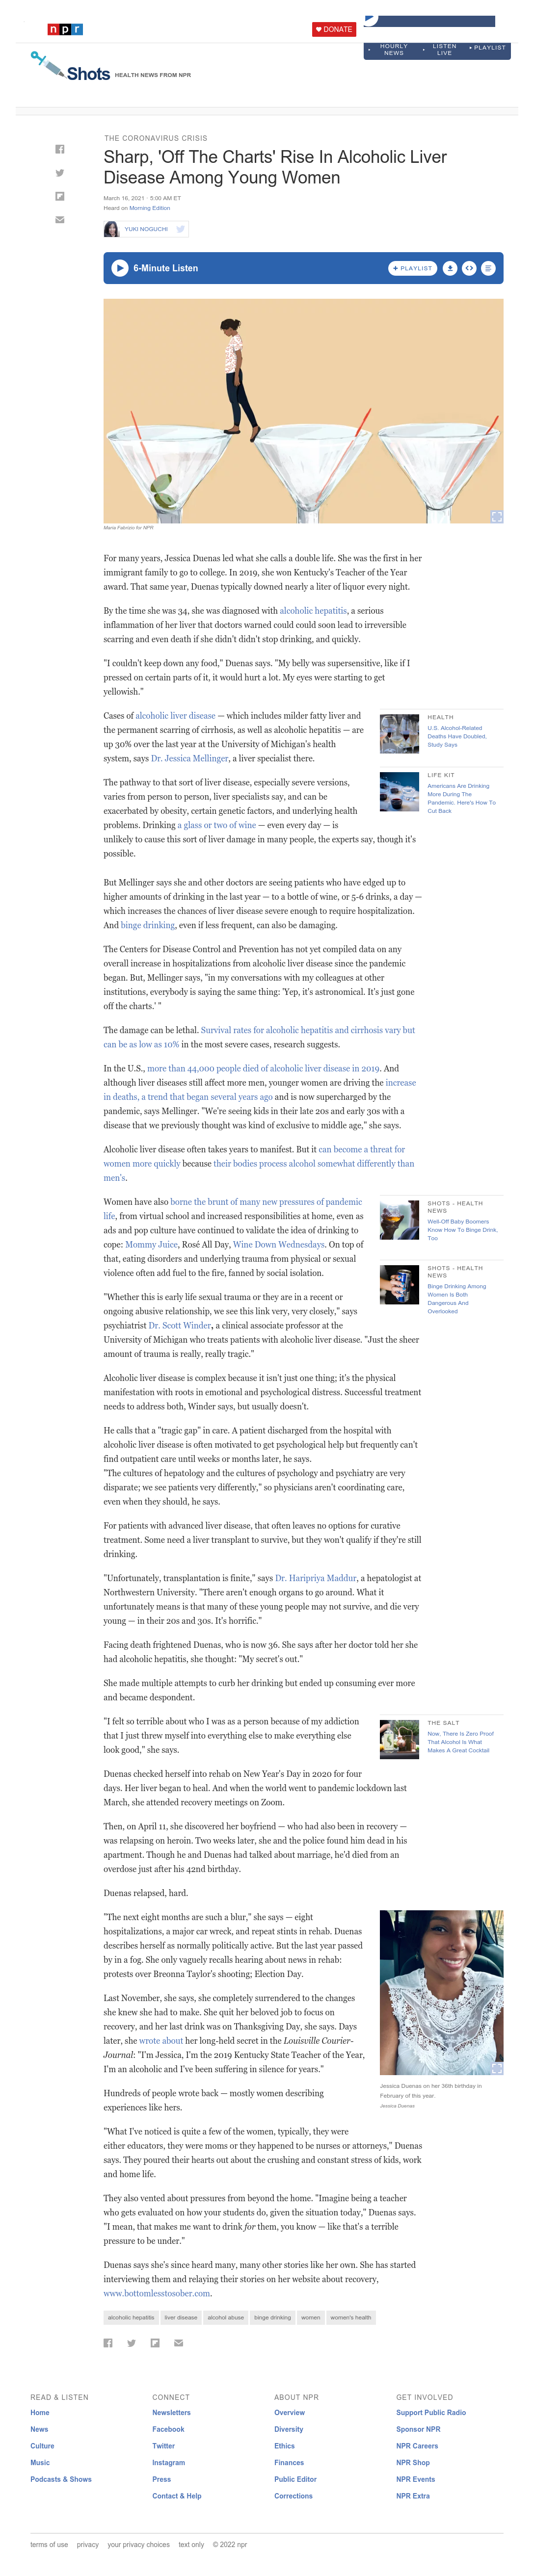 npr
DONATE
HOURLY NEWS
LISTEN LIVE
PLAYLIST
Shots HEALTH NEWS FROM NPR
THE CORONAVIRUS CRISIS
Sharp, 'Off The Charts' Rise In Alcoholic Liver
Disease Among Young Women
March 16, 2021 · 5:00 AM ET
Heard on Morning Edition
YUKI NOGUCHI
6-Minute Listen
+ PLAYLIST
Maria Fabrizio for NPR
For many years, Jessica Duenas led what she calls a double life. She was the first in her
immigrant family to go to college. In 2019, she won Kentucky's Teacher of the Year
award. That same year, Duenas typically downed nearly a liter of liquor every night.
By the time she was 34, she was diagnosed with alcoholic hepatitis, a serious
inflammation of her liver that doctors warned could could soon lead to irreversible
scarring and even death if she didn't didn't stop drinking, and quickly.
"I couldn't keep down any food," Duenas says. "My belly was supersensitive, like if I
pressed on certain parts of it, it would hurt a lot. My eyes were starting to get
yellowish."
Cases of alcoholic liver disease — which includes milder fatty liver and
the permanent scarring of cirrhosis, as well as alcoholic hepatitis — are
up 30% over the last year at the University of Michigan's health
system, says Dr. Jessica Mellinger, a liver specialist there.
HEALTH
U.S. Alcohol-Related
Deaths Have Doubled,
Study Says
LIFE KIT
Americans Are Drinking
More During The
Pandemic. Here's How To
Cut Back
The pathway to that sort of liver disease, especially severe versions,
varies from person to person, liver specialists say, and can be
exacerbated by obesity, certain genetic factors, and underlying health
problems. Drinking a glass or two of wine — even every day — is
unlikely to cause this sort of liver damage in many people, the experts say, though it's
possible.
But Mellinger says she and other doctors are seeing patients who have edged up to
higher amounts of drinking in the last year — to a bottle of wine, or 5-6 drinks, a day —
which increases the chances of liver disease severe enough to require hospitalization.
And binge drinking, even if less frequent, can also be damaging.
The Centers for Disease Control and Prevention has not yet compiled data on any
overall increase in hospitalizations from alcoholic liver disease since the pandemic
began. But, Mellinger says, "in my conversations with my colleagues at other
institutions, everybody is saying the same thing: 'Yep, it's astronomical. It's just gone
off the charts.' "
The damage can be lethal. Survival rates for alcoholic hepatitis and cirrhosis vary but
can be as low as 10% in the most severe cases, research suggests.
In the U.S., more than 44,000 people died of alcoholic liver disease in 2019. And
although liver diseases still affect more men, younger women are driving the increase
in deaths, a trend that began several years ago and is now supercharged by the
pandemic, says Mellinger. "We're seeing kids in their late 20s and early 30s with a
disease that we previously thought was kind of exclusive to middle age," she says.
Alcoholic liver disease often takes years to manifest. But it can become a threat for
women more quickly because their bodies process alcohol somewhat differently than
men's.
Women have also borne the brunt of many new pressures of pandemic
life, from virtual school and increased responsibilities at home, even as
ads and pop culture have continued to validate the idea of drinking to
cope: Mommy Juice, Rosé All Day, Wine Down Wednesdays. On top of
that, eating disorders and underlying trauma from physical or sexual
violence often add fuel to the fire, fanned by social isolation.
SHOTS - HEALTH
NEWS
Well-Off Baby Boomers
Know How To Binge Drink,
Too
SHOTS - HEALTH
NEWS
Binge Drinking Among
Women Is Both
Dangerous And
Overlooked
"Whether this is early life sexual trauma or they are in a recent or
ongoing abusive relationship, we see this link very, very closely," says
psychiatrist Dr. Scott Winder, a clinical associate professor at the
University of Michigan who treats patients with alcoholic liver disease. "Just the sheer
amount of trauma is really, really tragic."
Alcoholic liver disease is complex because it isn't just one thing; it's the physical
manifestation with roots in emotional and psychological distress. Successful treatment
needs to address both, Winder says, but usually doesn't.
He calls that a "tragic gap" in care. A patient discharged from the hospital with
alcoholic liver disease is often motivated to get psychological help but frequently can't
find outpatient care until weeks or months later, he says.
"The cultures of hepatology and the cultures of psychology and psychiatry are very
disparate; we see patients very differently," so physicians aren't coordinating care,
even when they should, he says.
For patients with advanced liver disease, that often leaves no options for curative
treatment. Some need a liver transplant to survive, but they won't qualify if they're still
drinking.
"Unfortunately, transplantation is finite," says Dr. Haripriya Maddur, a hepatologist at
Northwestern University. "There aren't enough organs to go around. What it
unfortunately means is that many of these young people may not survive, and die very
young — in their 20s and 30s. It's horrific."
Facing death frightened Duenas, who is now 36. She says after her doctor told her she
had alcoholic hepatitis, she thought: "My secret's out."
She made multiple attempts to curb her drinking but ended up consuming ever more
and became despondent.
"I felt so terrible about who I was as a person because of my addiction
that I just threw myself into everything else to make everything else
look good," she says.
THE SALT
Now, There Is Zero Proof
That Alcohol Is What
Makes A Great Cocktail
Duenas checked herself into rehab on New Year's Day in 2020 for four
days. Her liver began to heal. And when the world went to pandemic lockdown last
March, she attended recovery meetings on Zoom.
Then, on April 11, she discovered her boyfriend — who had also been in recovery —
was relapsing on heroin. Two weeks later, she and the police found him dead in his
apartment. Though he and Duenas had talked about marriage, he'd died from an
overdose just after his 42nd birthday.
Duenas relapsed, hard.
"The next eight months are such a blur," she says — eight
hospitalizations, a major car wreck, and repeat stints in rehab. Duenas
describes herself as normally politically active. But the last year passed
by in a fog. She only vaguely recalls hearing about news in rehab:
protests over Breonna Taylor's shooting; Election Day.
Last November, she says, she completely surrendered to the changes
she knew she had to make. She quit her beloved job to focus on
recovery, and her last drink was on Thanksgiving Day, she says. Days
later, she wrote about her long-held secret in the Louisville Courier-
Journal: "I'm Jessica, I'm the 2019 Kentucky State Teacher of the Year,
I'm an alcoholic and I've been suffering in silence for years."
Jessica Duenas on her 36th birthday in
February of this year.
Jessica Duenas
Hundreds of people wrote back — mostly women describing
experiences like hers.
"What I've noticed is quite a few of the women, typically, they were
either educators, they were moms or they happened to be nurses or attorneys," Duenas
says. They poured their hearts out about the crushing and constant stress of kids, work
and home life.
They also vented about pressures from beyond the home. "Imagine being a teacher
who gets evaluated on how your students do, given the situation today," Duenas says.
"I mean, that makes me want to drink for them, you know — like that's a terrible
pressure to be under."
Duenas says she's since heard many, many other stories like her own. She has started
interviewing them and relaying their stories on her website about recovery,
www.bottomlesstosober.com.
alcoholic hepatitis
liver disease
alcohol abuse
binge drinking
women
women's health
READ & LISTEN
Home
News
Culture
Music
Podcasts & Shows
CONNECT
Newsletters
Facebook
Twitter
Instagram
Press
Contact & Help
ABOUT NPR
Overview
Diversity
Ethics
Finances
Public Editor
Corrections
GET INVOLVED
Support Public Radio
Sponsor NPR
NPR Careers
NPR Shop
NPR Events
NPR Extra
terms of use
privacy
your privacy choices
text only
© 2022 npr